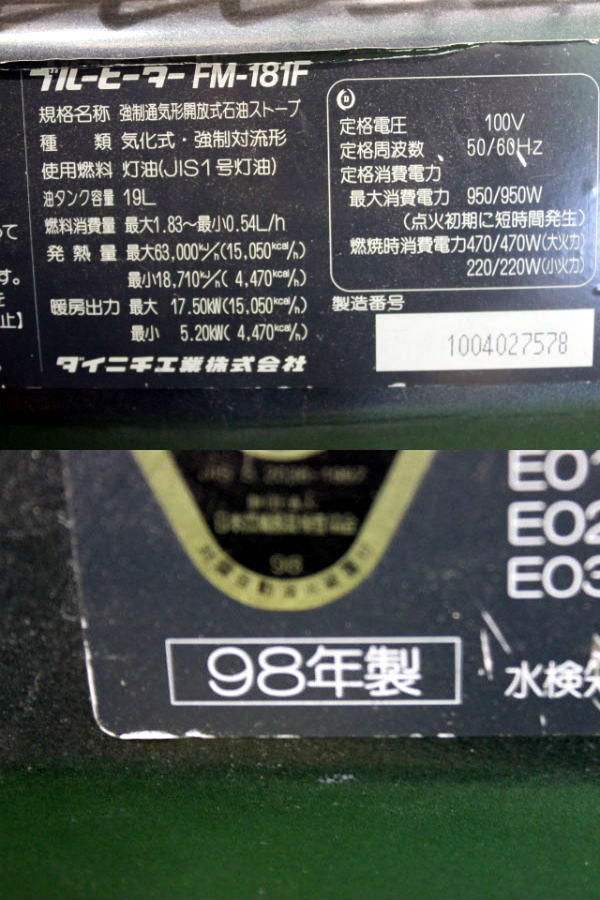 ブルーヒーター FM-181F
規格名称 強制通気形開放式石油ストーブ
種類 気化式・強制対流形
使用燃料 灯油(JIS1号灯油)
油タンク容量 19L
燃料消費量 最大1.83〜最小0.54L/h
発熱量 最大63,000kJ/h(15,050kcal/h)
最小18,710kJ/h( 4,470kcal/h)
暖房出力 最大 17.50kW(15,050kcal/h)
最小 5.20kW( 4,470kcal/h)
ダイニチ工業株式会社
って
す。
止】
定格電圧 100V
定格周波数 50/60Hz
定格消費電力
最大消費電力 950/950W
(点火初期に短時間発生)
燃焼時消費電力470/470W(大火力)
220/220W(小火力)
製造番号
1004027578
98
E01
E02
E03
98年製
水検知